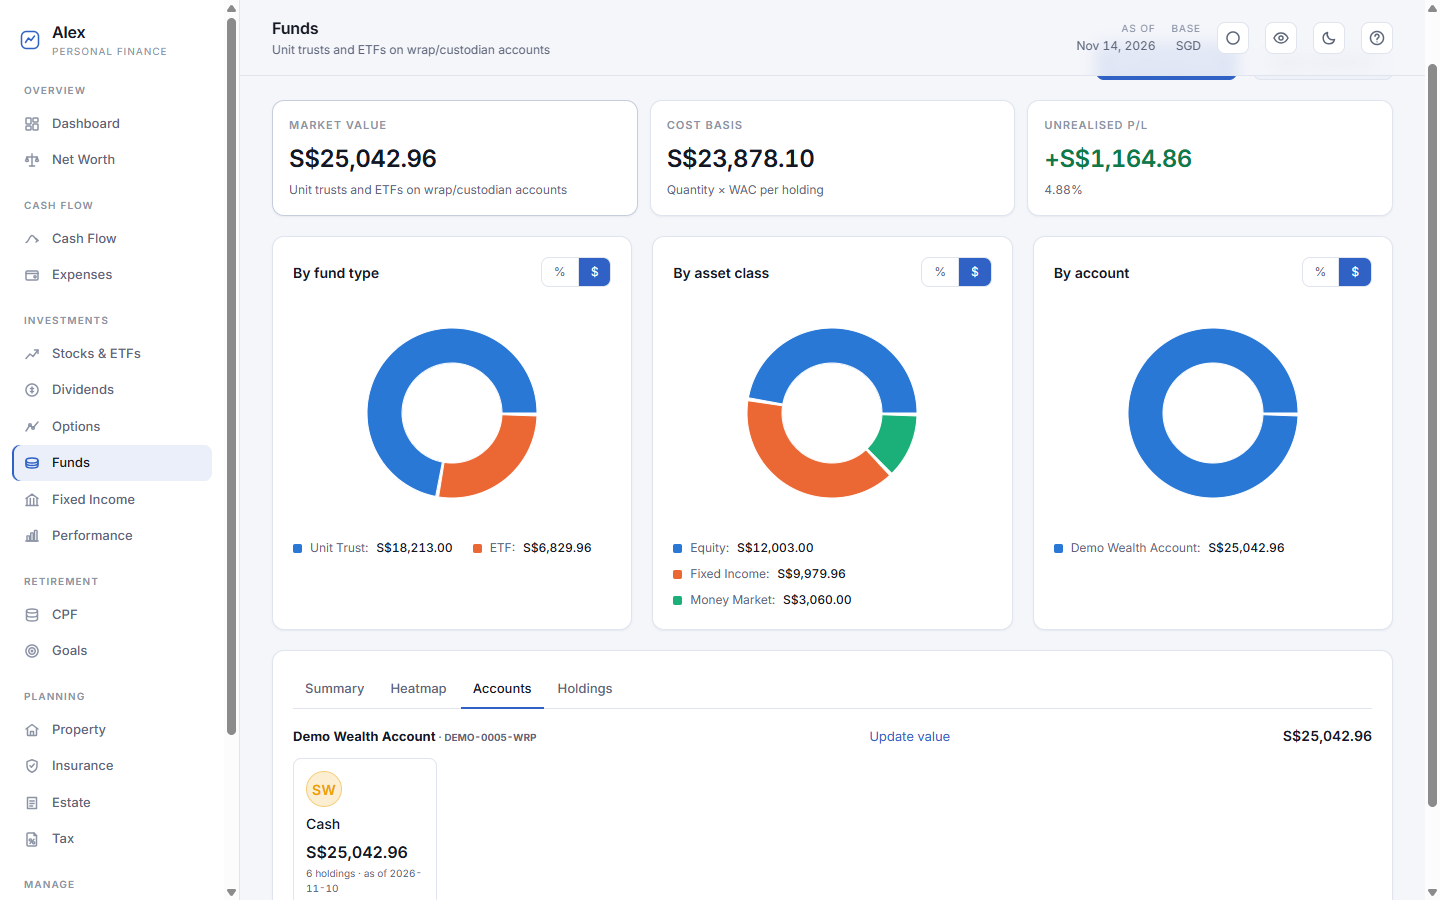 Alex
PERSONAL FINANCE
OVERVIEW
Dashboard
Net Worth
CASH FLOW
Cash Flow
Expenses
INVESTMENTS
Stocks & ETFs
Dividends
Options
Funds
Fixed Income
Performance
RETIREMENT
CPF
Goals
PLANNING
Property
Insurance
Estate
Tax
MANAGE
Funds
Unit trusts and ETFs on wrap/custodian accounts
AS OF
Nov 14, 2026
BASE
SGD
MARKET VALUE
S$25,042.96
Unit trusts and ETFs on wrap/custodian accounts
COST BASIS
S$23,878.10
Quantity × WAC per holding
UNREALISED P/L
+S$1,164.86
4.88%
By fund type
% $
Unit Trust: S$18,213.00 ETF: S$6,829.96
By asset class
% $
Equity: S$12,003.00
Fixed Income: S$9,979.96
Money Market: S$3,060.00
By account
% $
Demo Wealth Account: S$25,042.96
Summary Heatmap Accounts Holdings
Demo Wealth Account · DEMO-0005-WRP Update value S$25,042.96
SW
Cash
S$25,042.96
6 holdings · as of 2026-
11-10